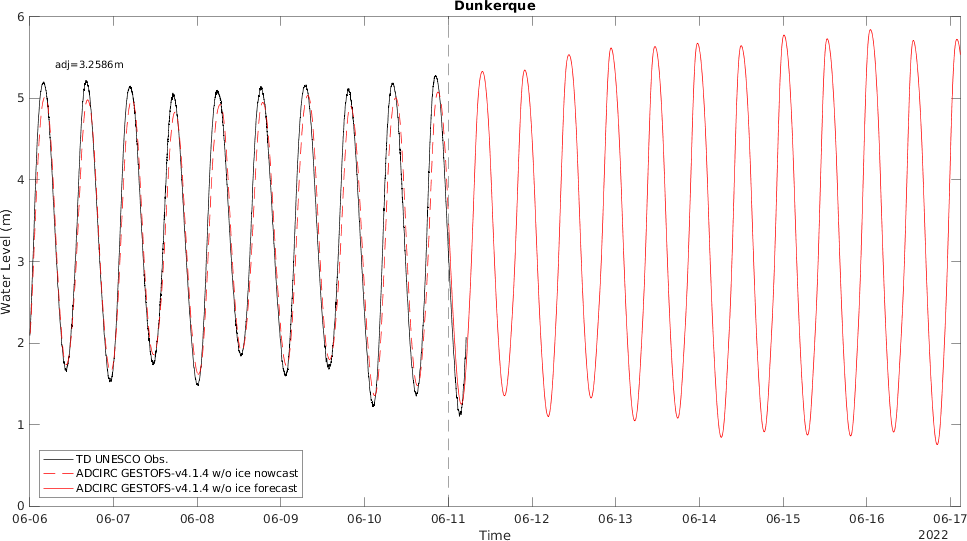 Dunkerque
adj=3.2586m
Water Level (m)
6
5
4
3
2
1
0
TD UNESCO Obs.
ADCIRC GESTOFS-v4.1.4 w/o ice nowcast
ADCIRC GESTOFS-v4.1.4 w/o ice forecast
06-06 06-07 06-08 06-09 06-10 06-11 06-12 06-13 06-14 06-15 06-16 06-17
Time
2022